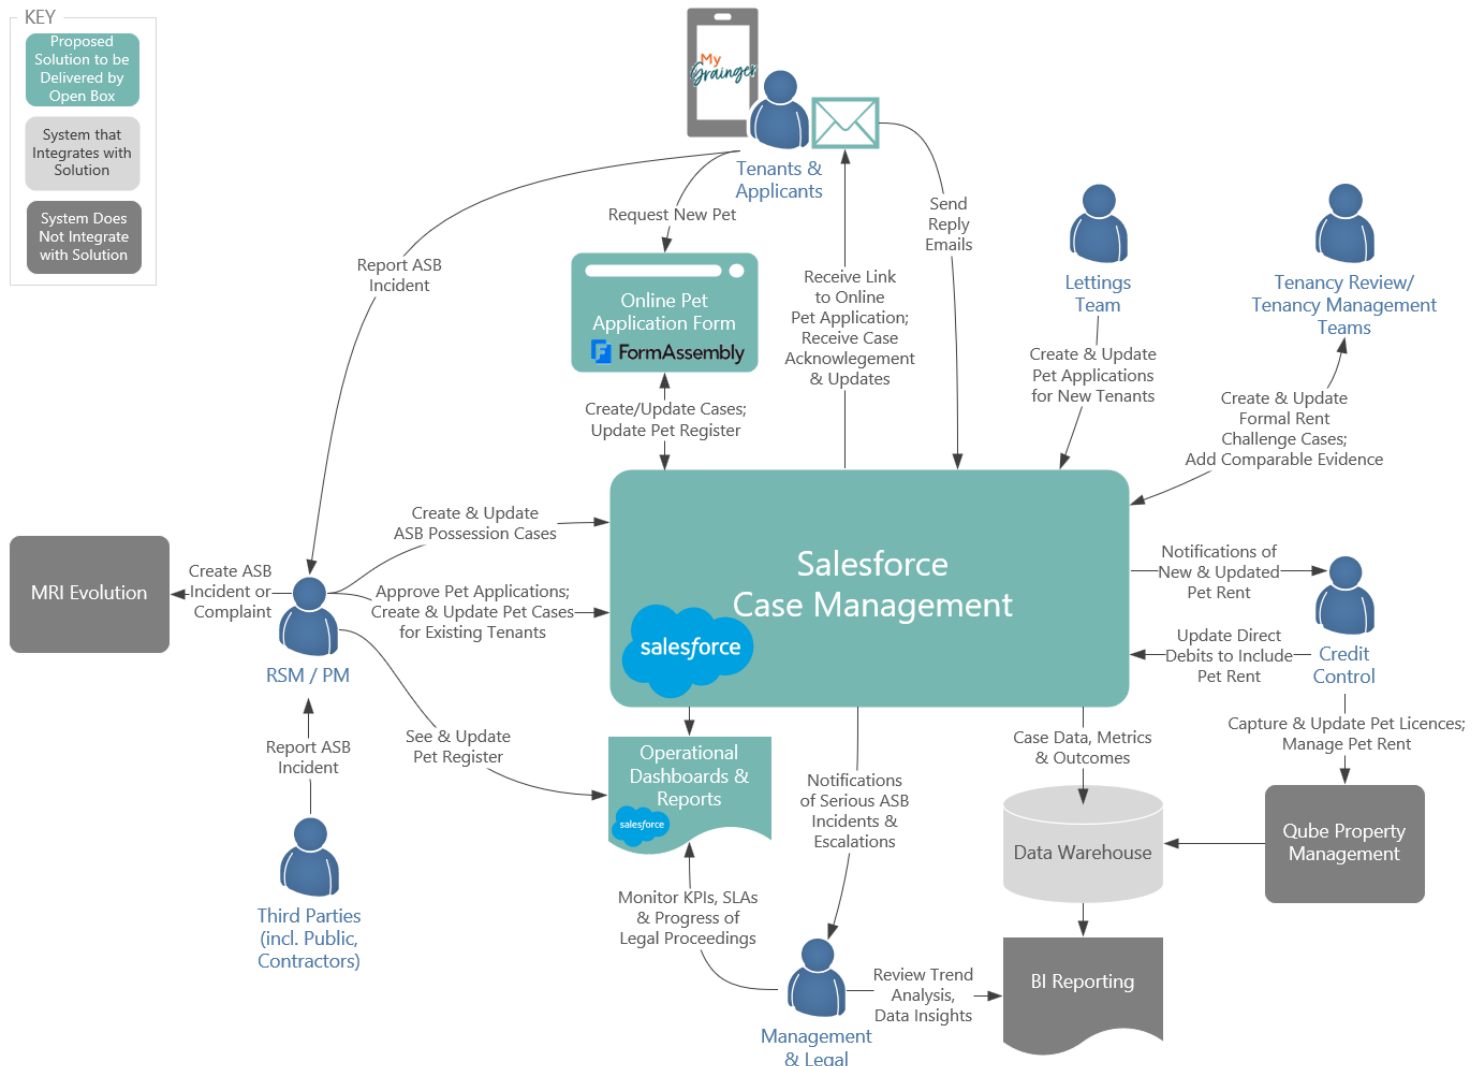 KEY
Proposed
Solution to be
Delivered by
Open Box
System that
Integrates with
Solution
System Does
Not Integrate
with Solution
My
Grainger
Tenants &
Applicants
Request New Pet
Report ASB
Incident
Online Pet
Application Form
FormAssembly
Create/Update Cases;
Update Pet Register
Receive Link
to Online
Pet Application;
Receive Case
Acknowlegement
& Updates
Send
Reply
Emails
Lettings
Team
Create & Update
Pet Applications
for New Tenants
Tenancy Review/
Tenancy Management
Teams
Create & Update
Formal Rent
Challenge Cases;
Add Comparable Evidence
MRI Evolution
Create ASB
Incident or
Complaint
RSM / PM
Create & Update
ASB Possession Cases
Approve Pet Applications;
Create & Update Pet Cases
for Existing Tenants
See & Update
Pet Register
Report ASB
Incident
Third Parties
(incl. Public,
Contractors)
Salesforce
Case Management
salesforce
Notifications of
New & Updated
Pet Rent
Update Direct
Debits to Include
Pet Rent
Credit
Control
Capture & Update Pet Licences;
Manage Pet Rent
Operational
Dashboards &
Reports
salesforce
Notifications
of Serious ASB
Incidents &
Escalations
Case Data, Metrics
& Outcomes
Data Warehouse
Qube Property
Management
Monitor KPIs, SLAs
& Progress of
Legal Proceedings
Management
& Legal
Review Trend
Analysis,
Data Insights
BI Reporting